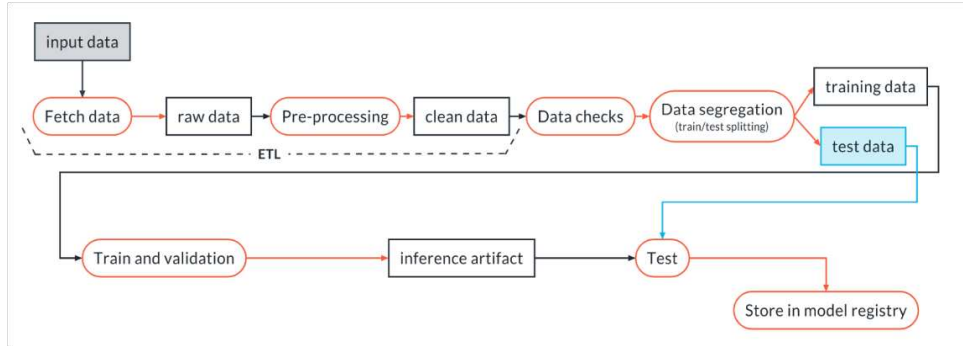 input data
Fetch data
raw data
Pre-processing
clean data
Data checks
Data segregation
(train/test splitting)
training data
test data
ETL
Train and validation
inference artifact
Test
Store in model registry